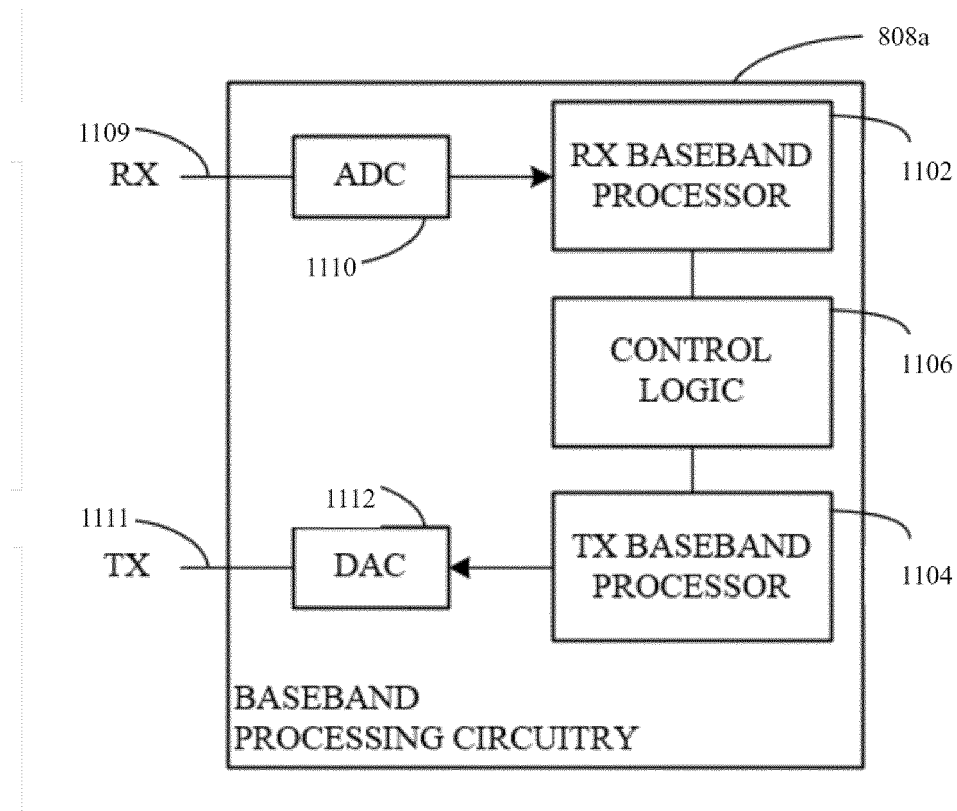 808a
1109
RX
ADC
1110
RX BASEBAND
PROCESSOR
1102
CONTROL
LOGIC
1106
1111
TX
1112
DAC
TX BASEBAND
PROCESSOR
1104
BASEBAND
PROCESSING CIRCUITRY